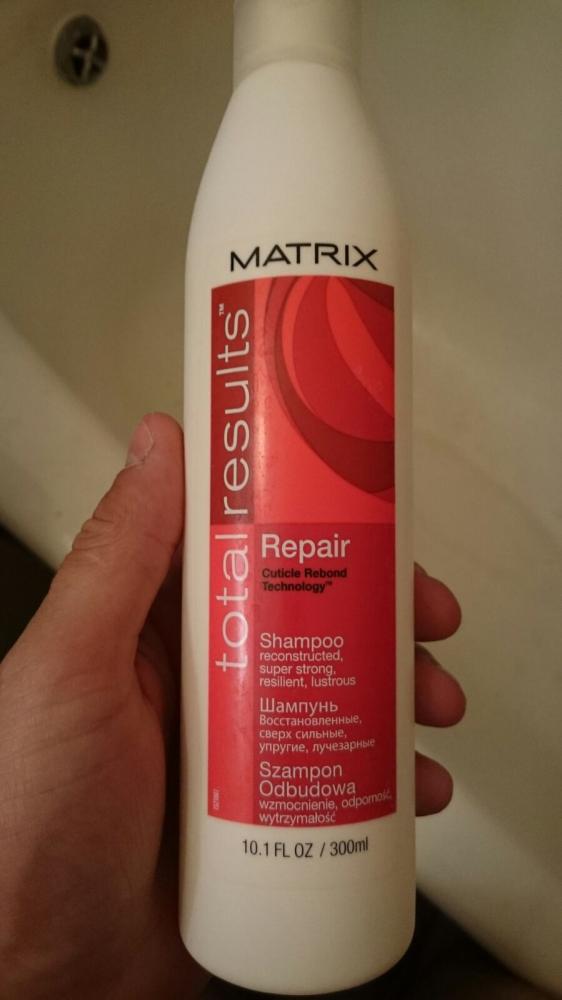 MATRIX
total results™
Repair
Cuticle Rebond
Technology™
Shampoo
reconstructed,
super strong,
resilient, lustrous
Шампунь
Восстановленные,
сверх сильные,
упругие, лучезарные
Szampon
Odbudowa
wzmocnienie, odporność,
wytrzymałość
10.1 FL OZ / 300ml